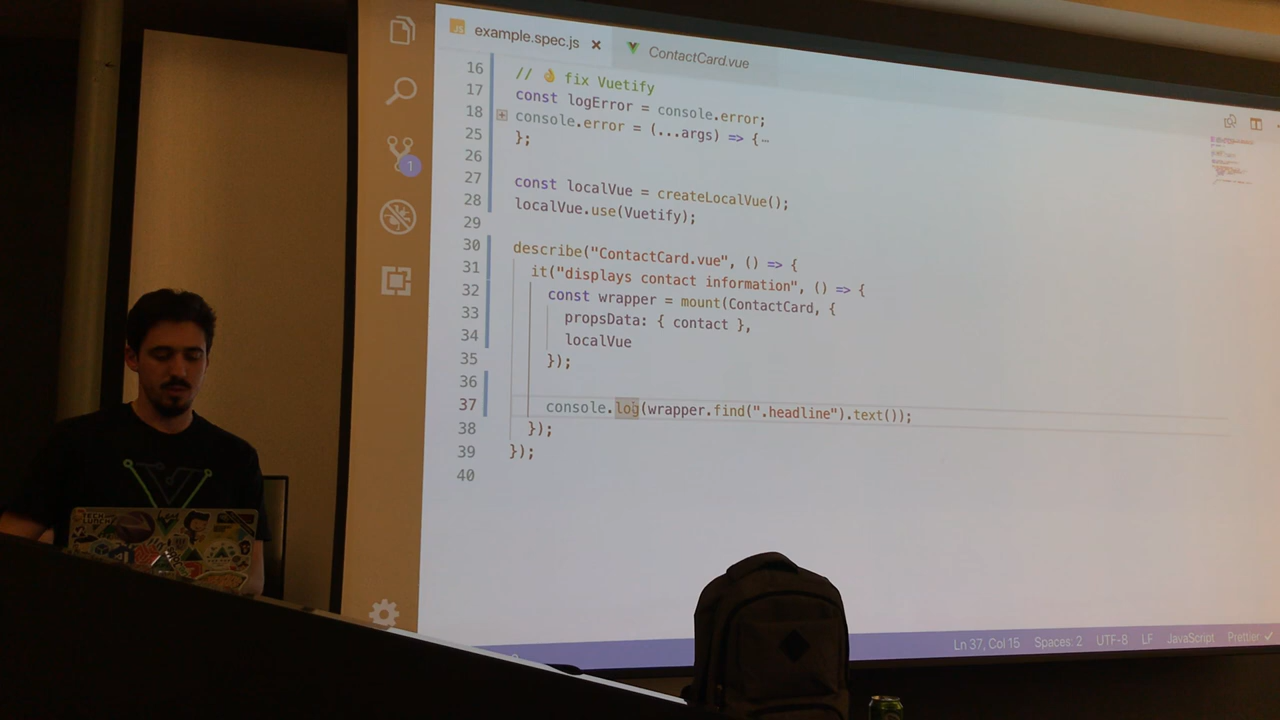 example.spec.js × ContactCard.vue
16 // 👌 fix Vuetify
17 const logError = console.error;
18 console.error = (...args) => {⋯
25 };
26
27 const localVue = createLocalVue();
28 localVue.use(Vuetify);
29
30 describe("ContactCard.vue", () => {
31 it("displays contact information", () => {
32 const wrapper = mount(ContactCard, {
33 propsData: { contact },
34 localVue
35 });
36
37 console.log(wrapper.find(".headline").text());
38 });
39 });
40
1
Ln 37, Col 15 Spaces: 2 UTF-8 LF JavaScript Prettier: ✓